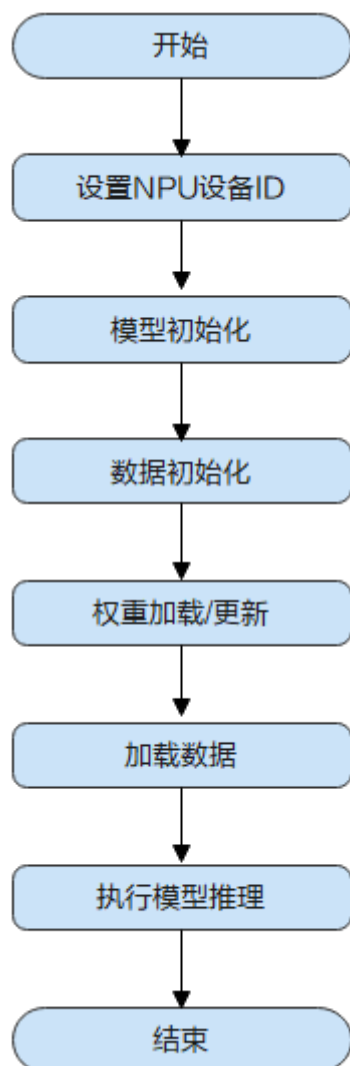 开始
设置NPU设备ID
模型初始化
数据初始化
权重加载/更新
加载数据
执行模型推理
结束